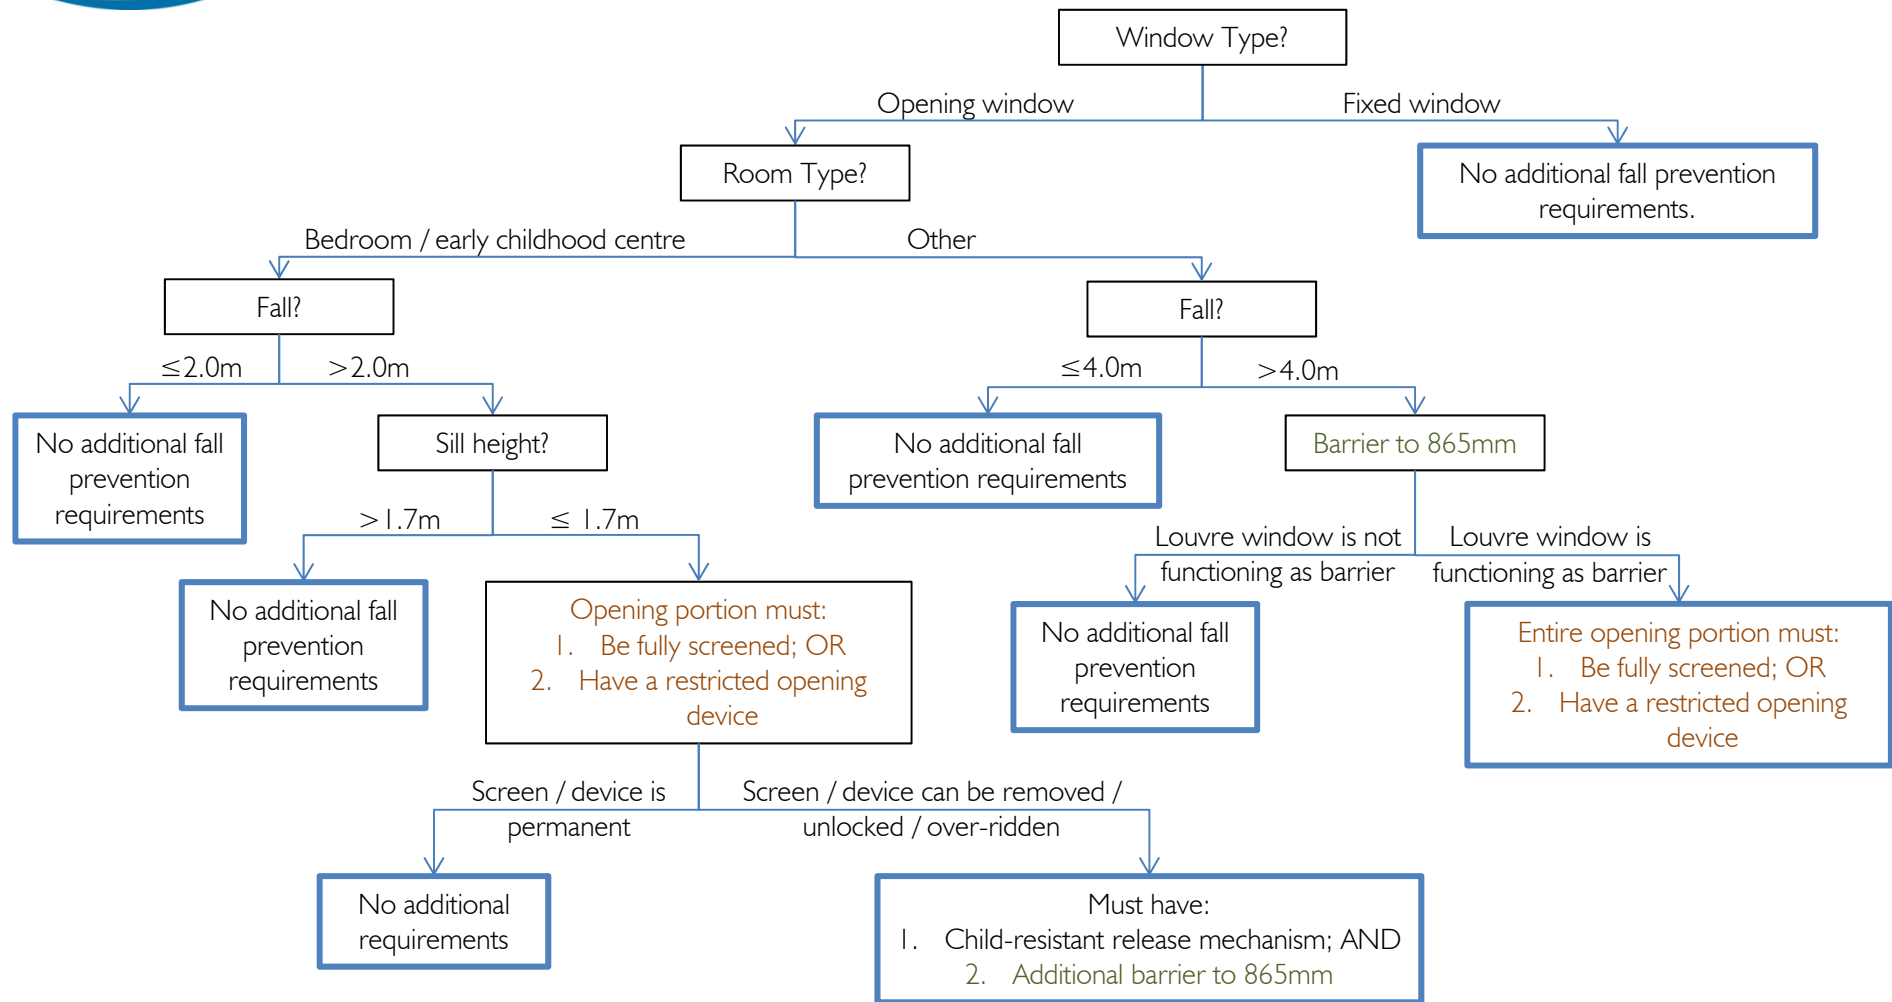 Window Type?
Opening window
Fixed window
Room Type?
No additional fall prevention
requirements.
Bedroom / early childhood centre
Other
Fall?
Fall?
≤2.0m
>2.0m
≤4.0m
>4.0m
No additional fall
prevention
requirements
Sill height?
No additional fall
prevention requirements
Barrier to 865mm
>1.7m
≤ 1.7m
Louvre window is not
functioning as barrier
Louvre window is
functioning as barrier
No additional fall
prevention
requirements
Opening portion must:
1. Be fully screened; OR
2. Have a restricted opening
device
No additional fall
prevention
requirements
Entire opening portion must:
1. Be fully screened; OR
2. Have a restricted opening
device
Screen / device is
permanent
Screen / device can be removed /
unlocked / over-ridden
No additional
requirements
Must have:
1. Child-resistant release mechanism; AND
2. Additional barrier to 865mm